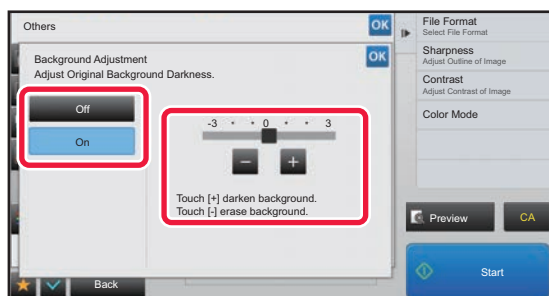 Others
OK
Background Adjustment
Adjust Original Background Darkness.
OK
Off
On
-3 • • 0 • • 3
−
+
Touch [+] darken background.
Touch [-] erase background.
Back
File Format
Select File Format
Sharpness
Adjust Outline of Image
Contrast
Adjust Contrast of Image
Color Mode
Preview
CA
Start